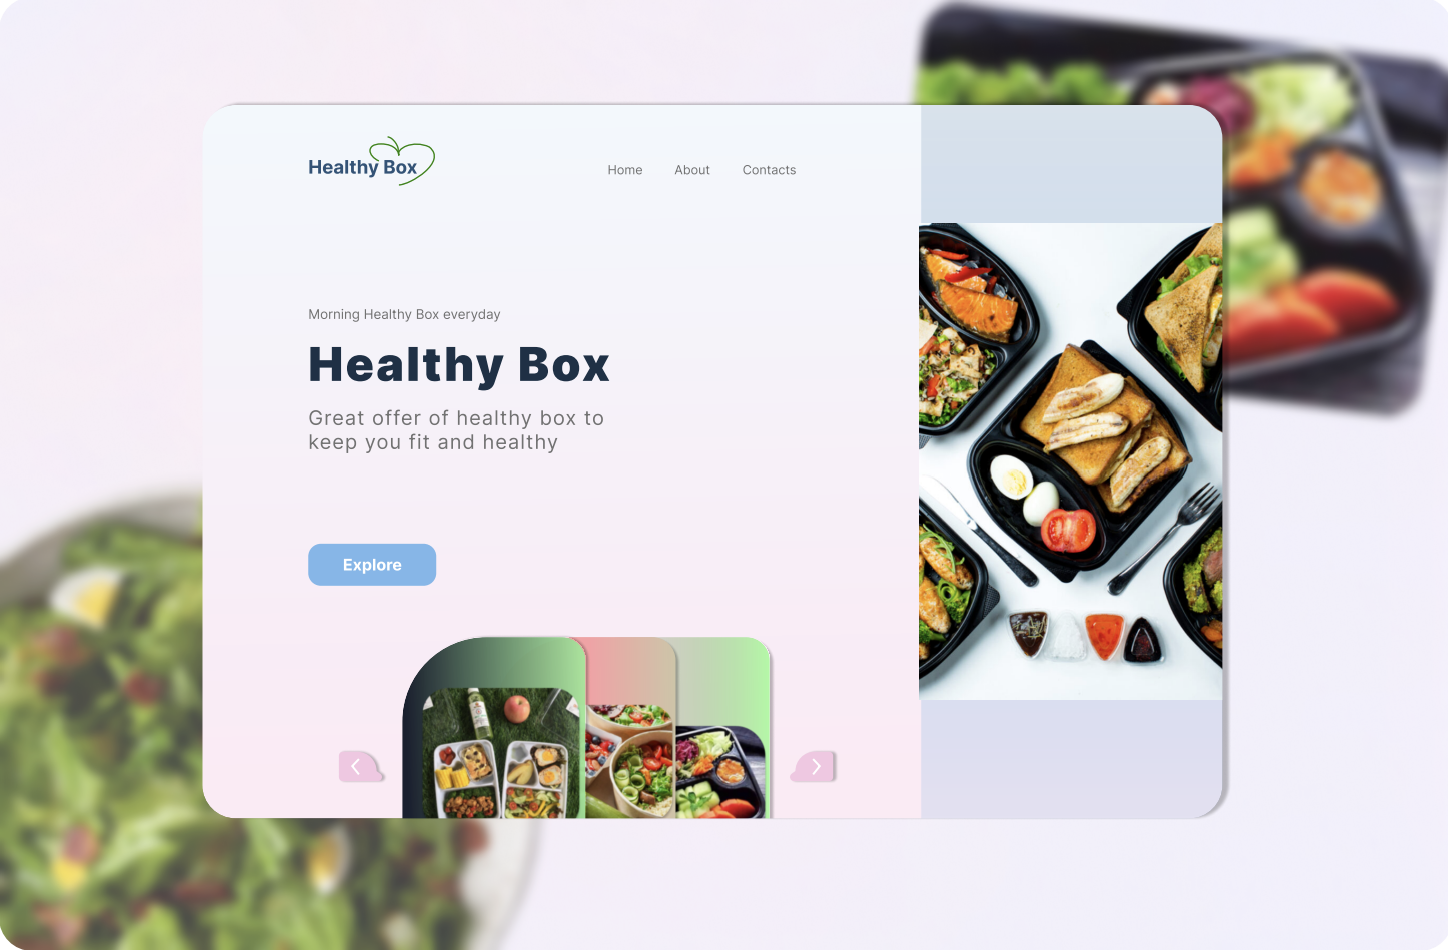 Healthy Box
Home
About
Contacts
Morning Healthy Box everyday
Healthy Box
Great offer of healthy box to
keep you fit and healthy
Explore